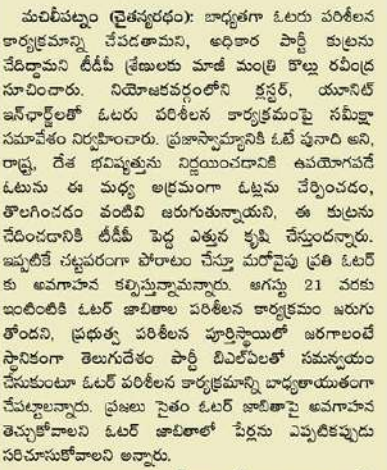 మచిలీపట్నం (చైతన్యరథం): బాధ్యతగా ఓటరు పరిశీలన
కార్యక్రమాన్ని చేపడతామని, అధికార పార్టీ కుట్రను
చేదిద్దామని టీడీపీ శ్రేణులకు మాజీ మంత్రి కొల్లు రవీంద్ర
సూచించారు. నియోజకవర్గంలోని క్లస్టర్, యూనిట్
ఇన్‌ఛార్జ్‌లతో ఓటరు పరిశీలన కార్యక్రమంపై సమీక్షా
సమావేశం నిర్వహించారు. ప్రజాస్వామ్యానికి ఓటే పునాది అని,
రాష్ట్ర, దేశ భవిష్యత్తును నిర్ణయించడానికి ఉపయోగపడే
ఓటును ఈ మధ్య అక్రమంగా ఓట్లను చేర్పించడం,
తొలగించడం వంటివి జరుగుతున్నాయని, ఈ కుట్రను
చేదించడానికి టీడీపీ పెద్ద ఎత్తున కృషి చేస్తుందన్నారు.
ఇప్పటికే చట్టపరంగా పోరాటం చేస్తూ మరోవైపు ప్రతి ఓటర్
కు అవగాహన కల్పిస్తున్నామన్నారు. ఆగస్టు 21 వరకు
ఇంటింటికి ఓటర్ జాబితాల పరిశీలన కార్యక్రమం జరుగు
తోందని, ప్రభుత్వ పరిశీలన పూర్తిస్థాయిలో జరగాలంటే
స్థానికంగా తెలుగుదేశం పార్టీ బిఎల్ఏలతో సమన్వయం
చేసుకుంటూ ఓటర్ పరిశీలన కార్యక్రమాన్ని బాధ్యతాయుతంగా
చేపట్టాలన్నారు. ప్రజలు సైతం ఓటర్ జాబితాపై అవగాహన
తెచ్చుకోవాలని ఓటర్ జాబితాలో పేర్లను ఎప్పటికప్పుడు
సరిచూసుకోవాలని అన్నారు.